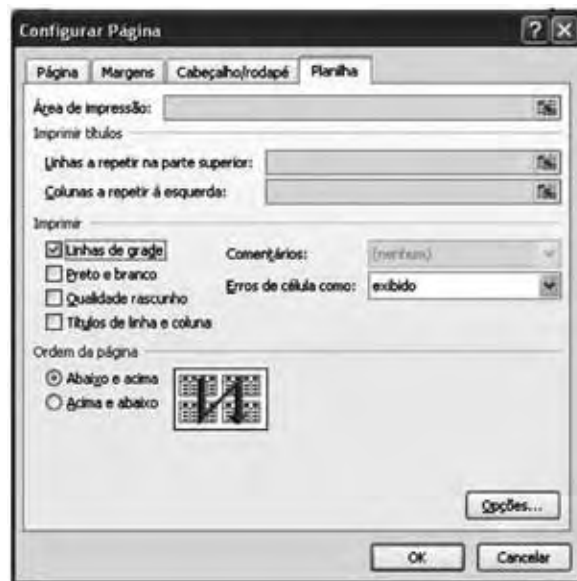 Configurar Página
Página Margens Cabeçalho/rodapé Planilha
Área de impressão:
Imprimir títulos
Linhas a repetir na parte superior:
Colunas a repetir à esquerda:
Imprimir
Linhas de grade
Comentários: (nenhum)
Preto e branco
Erros de célula como: exibido
Qualidade rascunho
Títulos de linha e coluna
Ordem da página
Abaixo e acima
Acima e abaixo
Opções...
OK Cancelar